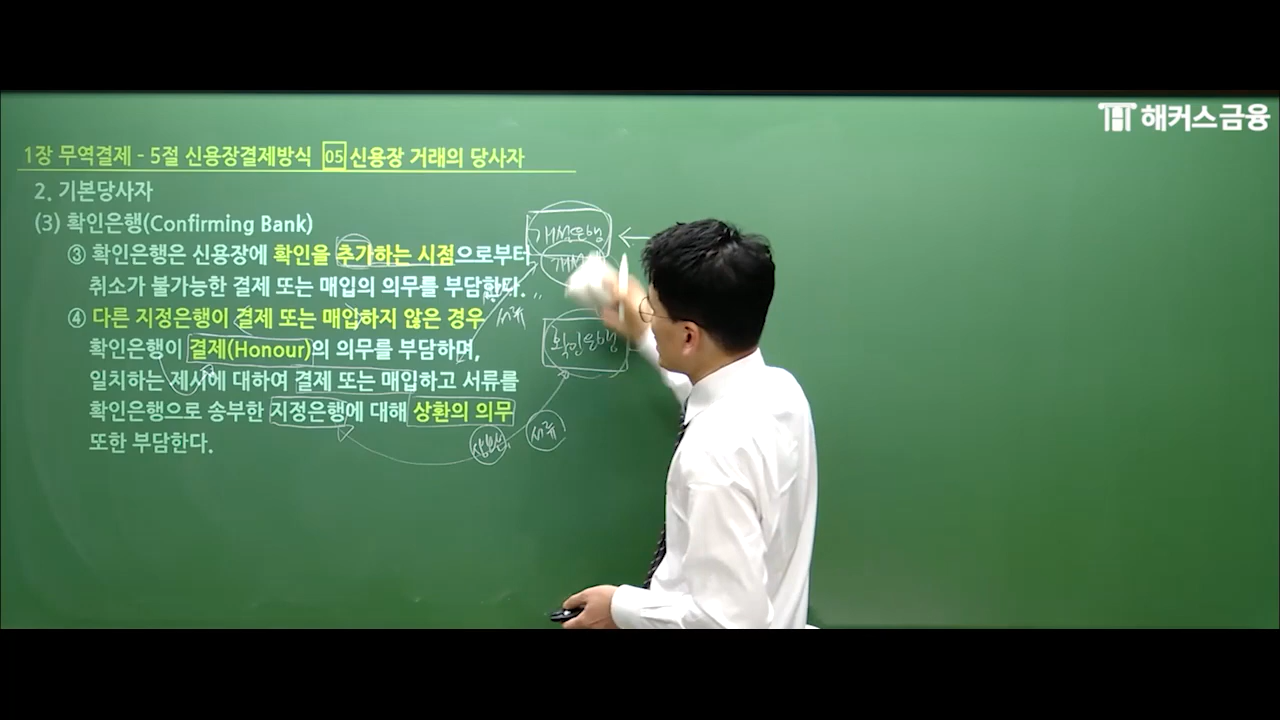 해커스금융
1장 무역결제 - 5절 신용장결제방식 05 신용장 거래의 당사자
2. 기본당사자
(3) 확인은행(Confirming Bank)
③ 확인은행은 신용장에 확인을 추가하는 시점으로부터
취소가 불가능한 결제 또는 매입의 의무를 부담한다.
④ 다른 지정은행이 결제 또는 매입하지 않은 경우
확인은행이 결제(Honour)의 의무를 부담하며,
일치하는 제시에 대하여 결제 또는 매입하고 서류를
확인은행으로 송부한 지정은행에 대해 상환의 의무
또한 부담한다.
개설은행
서류
확인은행
서류